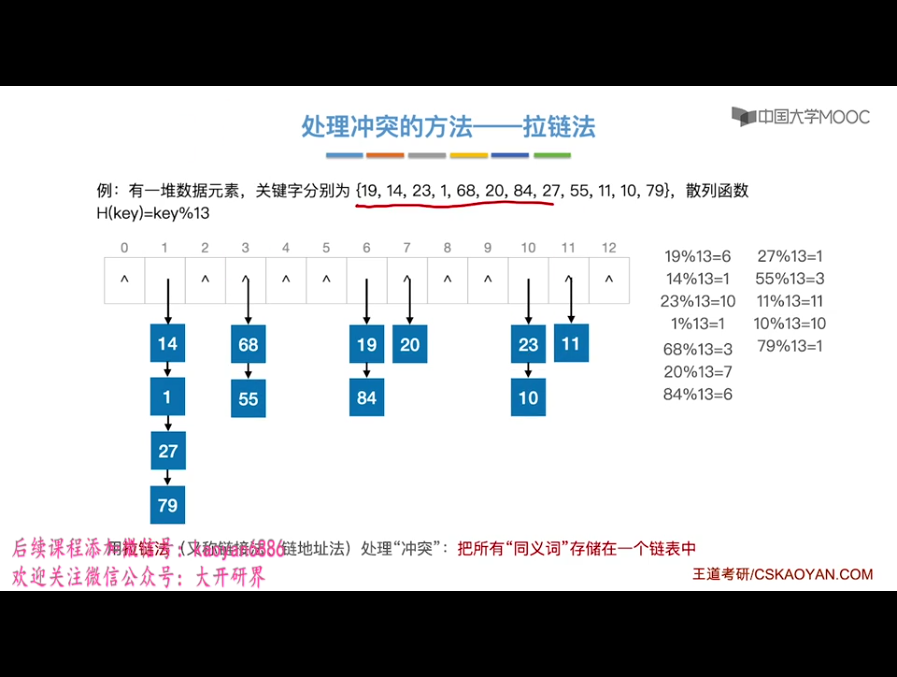 处理冲突的方法——拉链法
中国大学MOOC
例：有一堆数据元素，关键字分别为 {19, 14, 23, 1, 68, 20, 84, 27, 55, 11, 10, 79}，散列函数
H(key)=key%13
0 1 2 3 4 5 6 7 8 9 10 11 12
^ ^ ^ ^ ^ ^ ^ ^ ^ ^
19%13=6 27%13=1
14%13=1 55%13=3
23%13=10 11%13=11
1%13=1 10%13=10
68%13=3 79%13=1
20%13=7
84%13=6
14 68 19 20 23 11
1 55 84 10
27
79
用拉链法（又称链接法、链地址法）处理“冲突”：把所有“同义词”存储在一个链表中
后续课程添加微信号：kaoyan6886
欢迎关注微信公众号：大开研界
王道考研/CSKAOYAN.COM